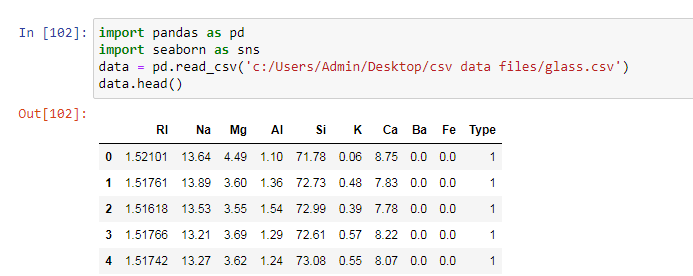 In [102]: import pandas as pd
import seaborn as sns
data = pd.read_csv('c:/Users/Admin/Desktop/csv data files/glass.csv')
data.head()
Out[102]:
RI Na Mg Al Si K Ca Ba Fe Type
0 1.52101 13.64 4.49 1.10 71.78 0.06 8.75 0.0 0.0 1
1 1.51761 13.89 3.60 1.36 72.73 0.48 7.83 0.0 0.0 1
2 1.51618 13.53 3.55 1.54 72.99 0.39 7.78 0.0 0.0 1
3 1.51766 13.21 3.69 1.29 72.61 0.57 8.22 0.0 0.0 1
4 1.51742 13.27 3.62 1.24 73.08 0.55 8.07 0.0 0.0 1